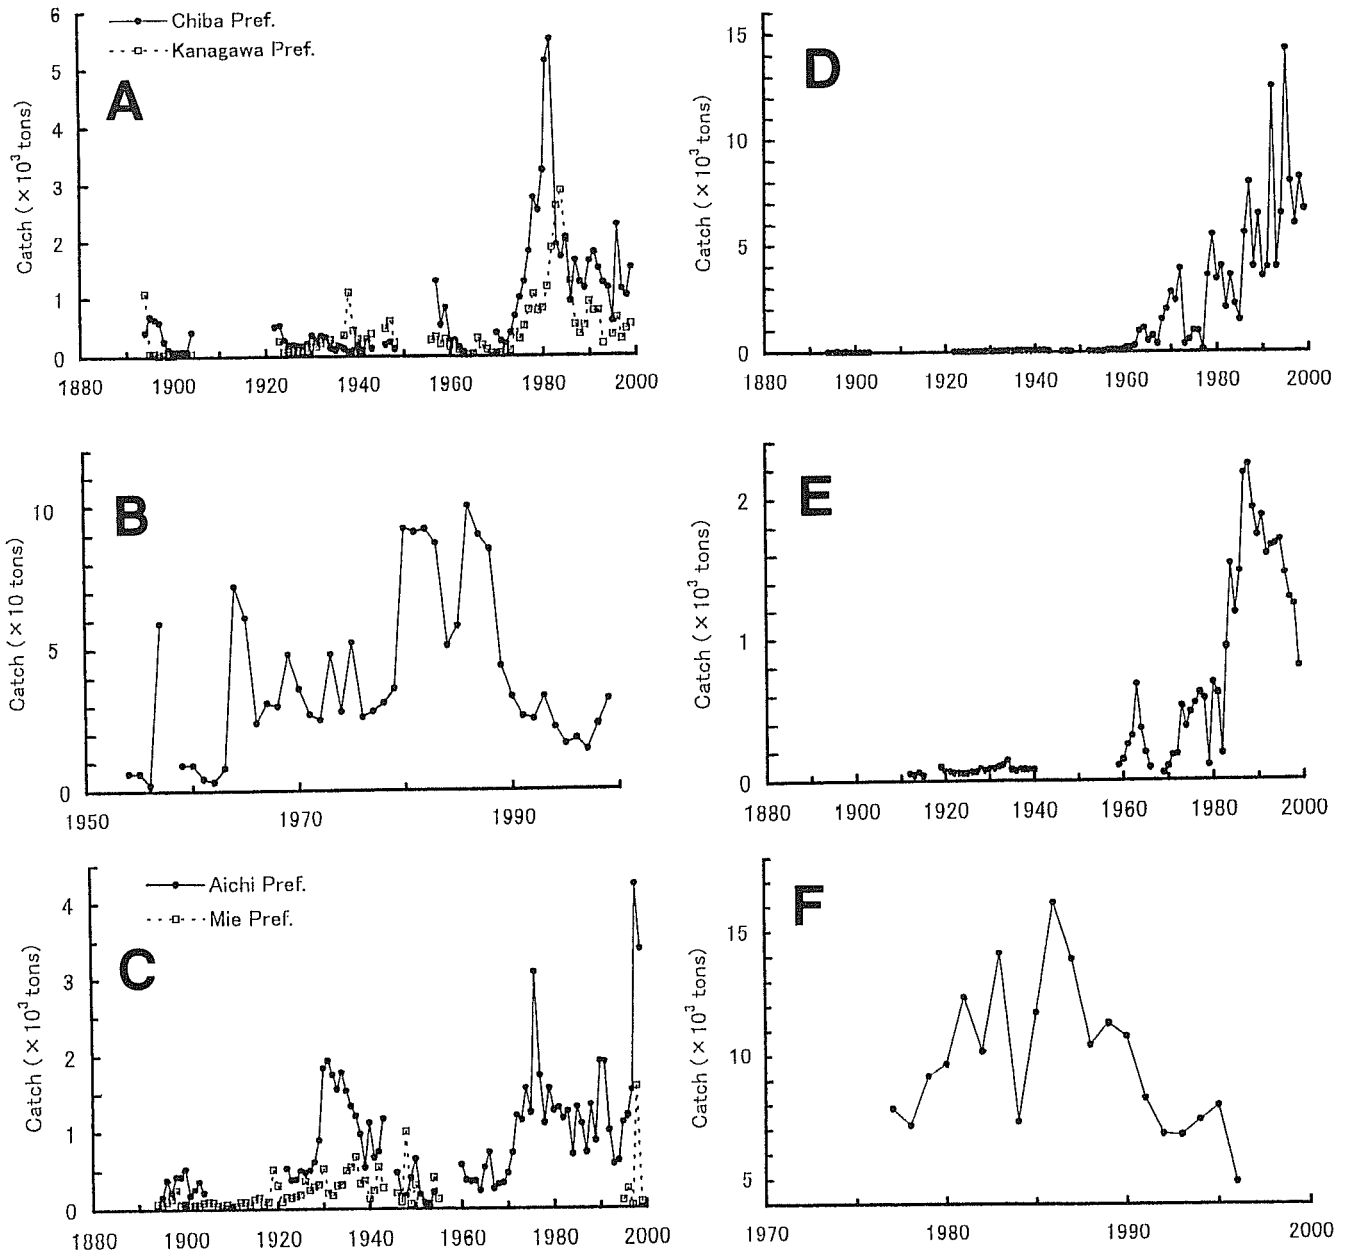 Chiba Pref.
Kanagawa Pref.
A
Catch (×10³ tons)
6
5
4
3
2
1
0
1880 1900 1920 1940 1960 1980 2000
B
Catch (×10 tons)
10
5
0
1950 1970 1990
Aichi Pref.
Mie Pref.
C
Catch (×10³ tons)
4
3
2
1
0
1880 1900 1920 1940 1960 1980 2000
D
Catch (×10³ tons)
15
10
5
0
1880 1900 1920 1940 1960 1980 2000
E
Catch (×10³ tons)
2
1
0
1880 1900 1920 1940 1960 1980 2000
F
Catch (×10³ tons)
15
10
5
1970 1980 1990 2000